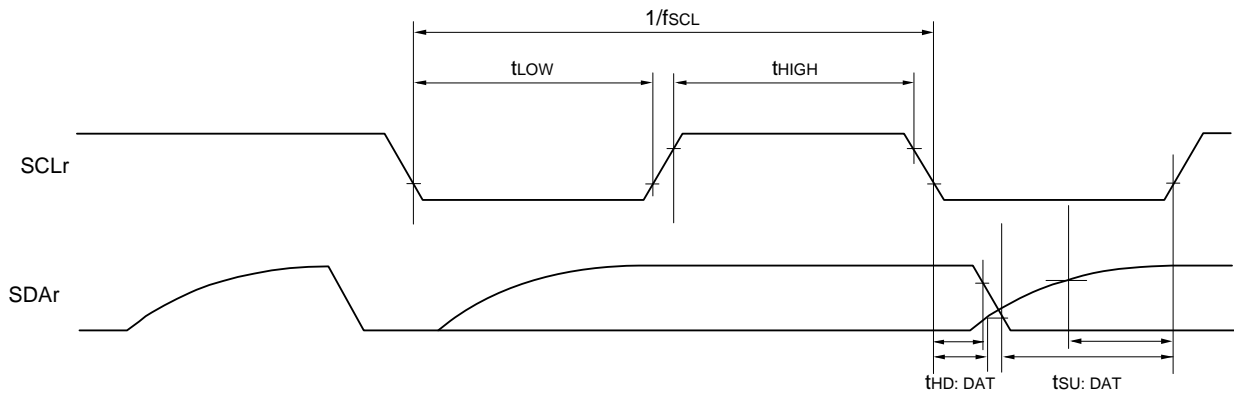 1/fSCL
tLOW
tHIGH
SCLr
SDAr
tHD: DAT
tSU: DAT